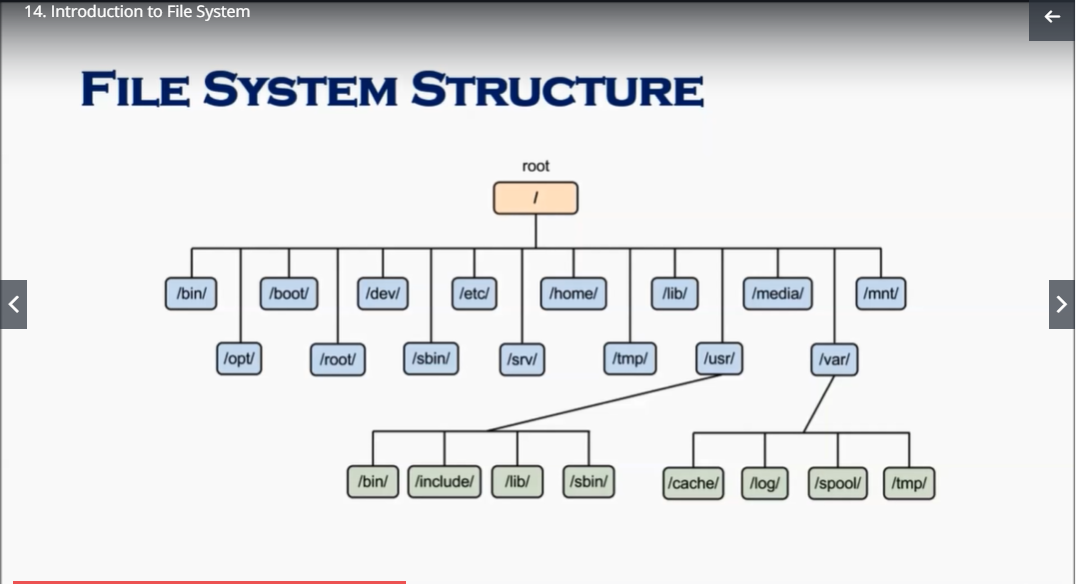 14. Introduction to File System
FILE SYSTEM STRUCTURE
root
/
/bin/ /boot/ /dev/ /etc/ /home/ /lib/ /media/ /mnt/
/opt/ /root/ /sbin/ /srv/ /tmp/ /usr/ /var/
/bin/ /include/ /lib/ /sbin/ /cache/ /log/ /spool/ /tmp/